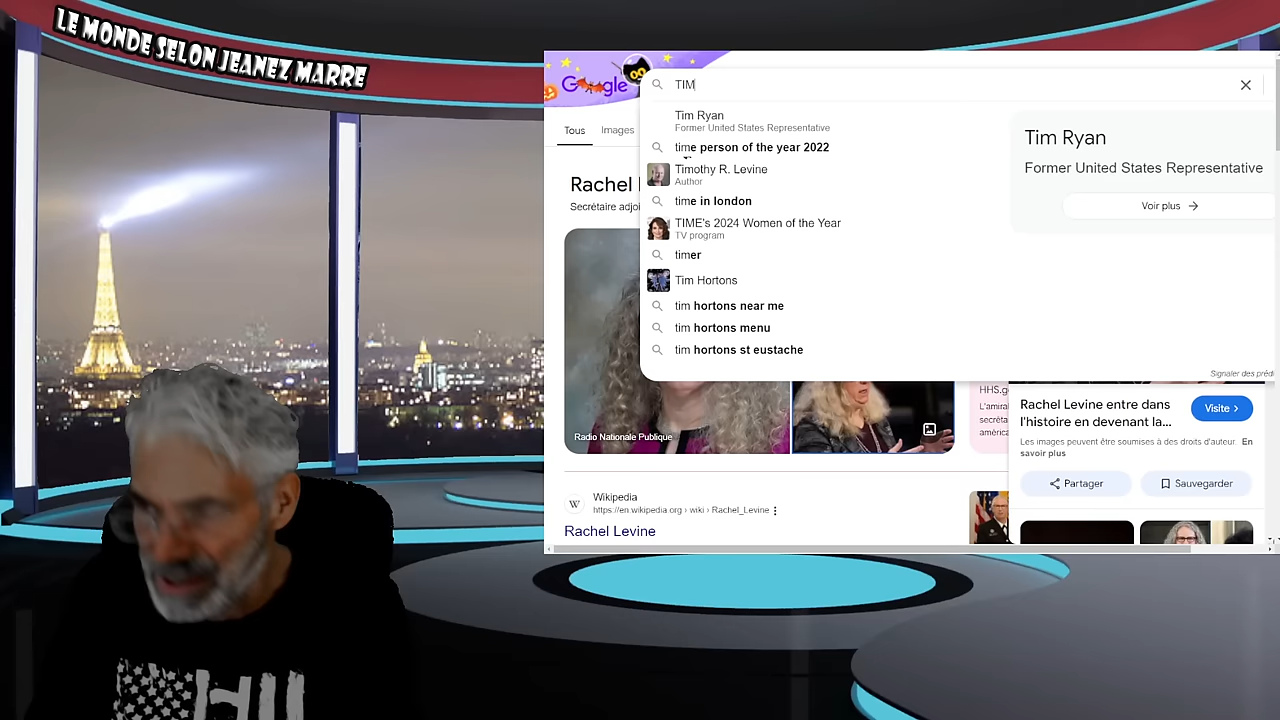 LE MONDE SELON JEANEZ MARRE
Google
TIM
Tous
Images
Tim Ryan
Former United States Representative
time person of the year 2022
Timothy R. Levine
Author
time in london
TIME's 2024 Women of the Year
TV program
timer
Tim Hortons
tim hortons near me
tim hortons menu
tim hortons st eustache
Tim Ryan
Former United States Representative
Voir plus
Signaler des prédi
Rachel
Secrétaire adjoi
Radio Nationale Publique
HHS.g
L'amiral
secréta
américa
Rachel Levine entre dans
l'histoire en devenant la...
Visite
Les images peuvent être soumises à des droits d'auteur En
savoir plus
Partager
Sauvegarder
W
Wikipedia
https://en.wikipedia.org › wiki › Rachel_Levine
Rachel Levine